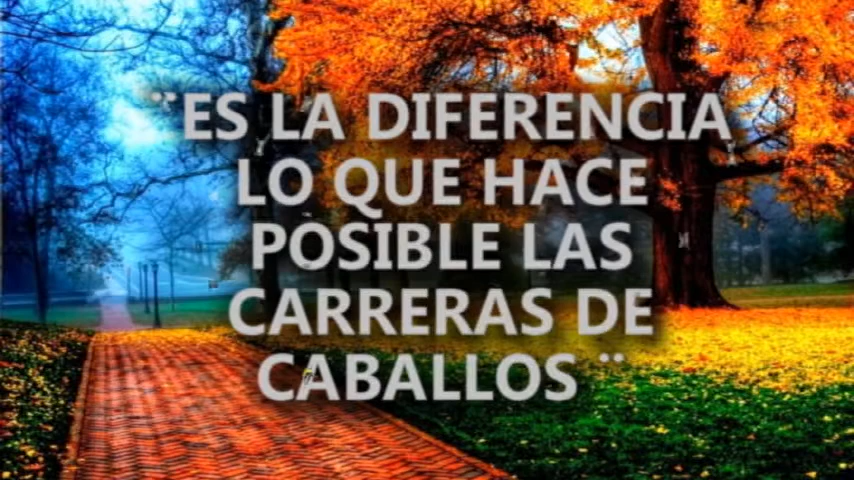 ¨ES LA DIFERENCIA
LO QUE HACE
POSIBLE LAS
CARRERAS DE
CABALLOS ¨